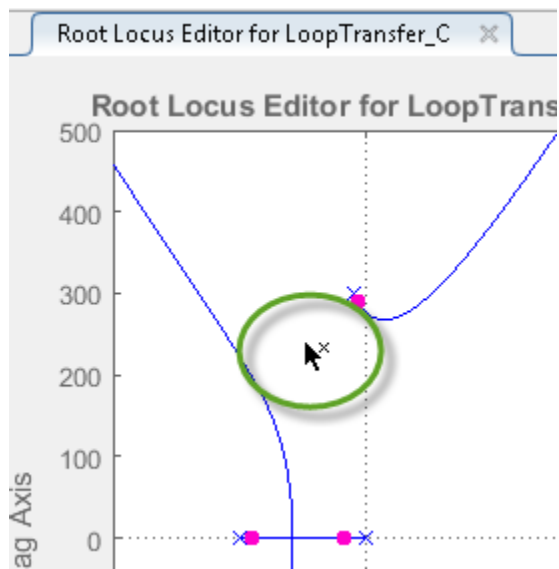 Root Locus Editor for LoopTransfer_C
Root Locus Editor for LoopTrans
500
400
300
200
100
0
ag Axis